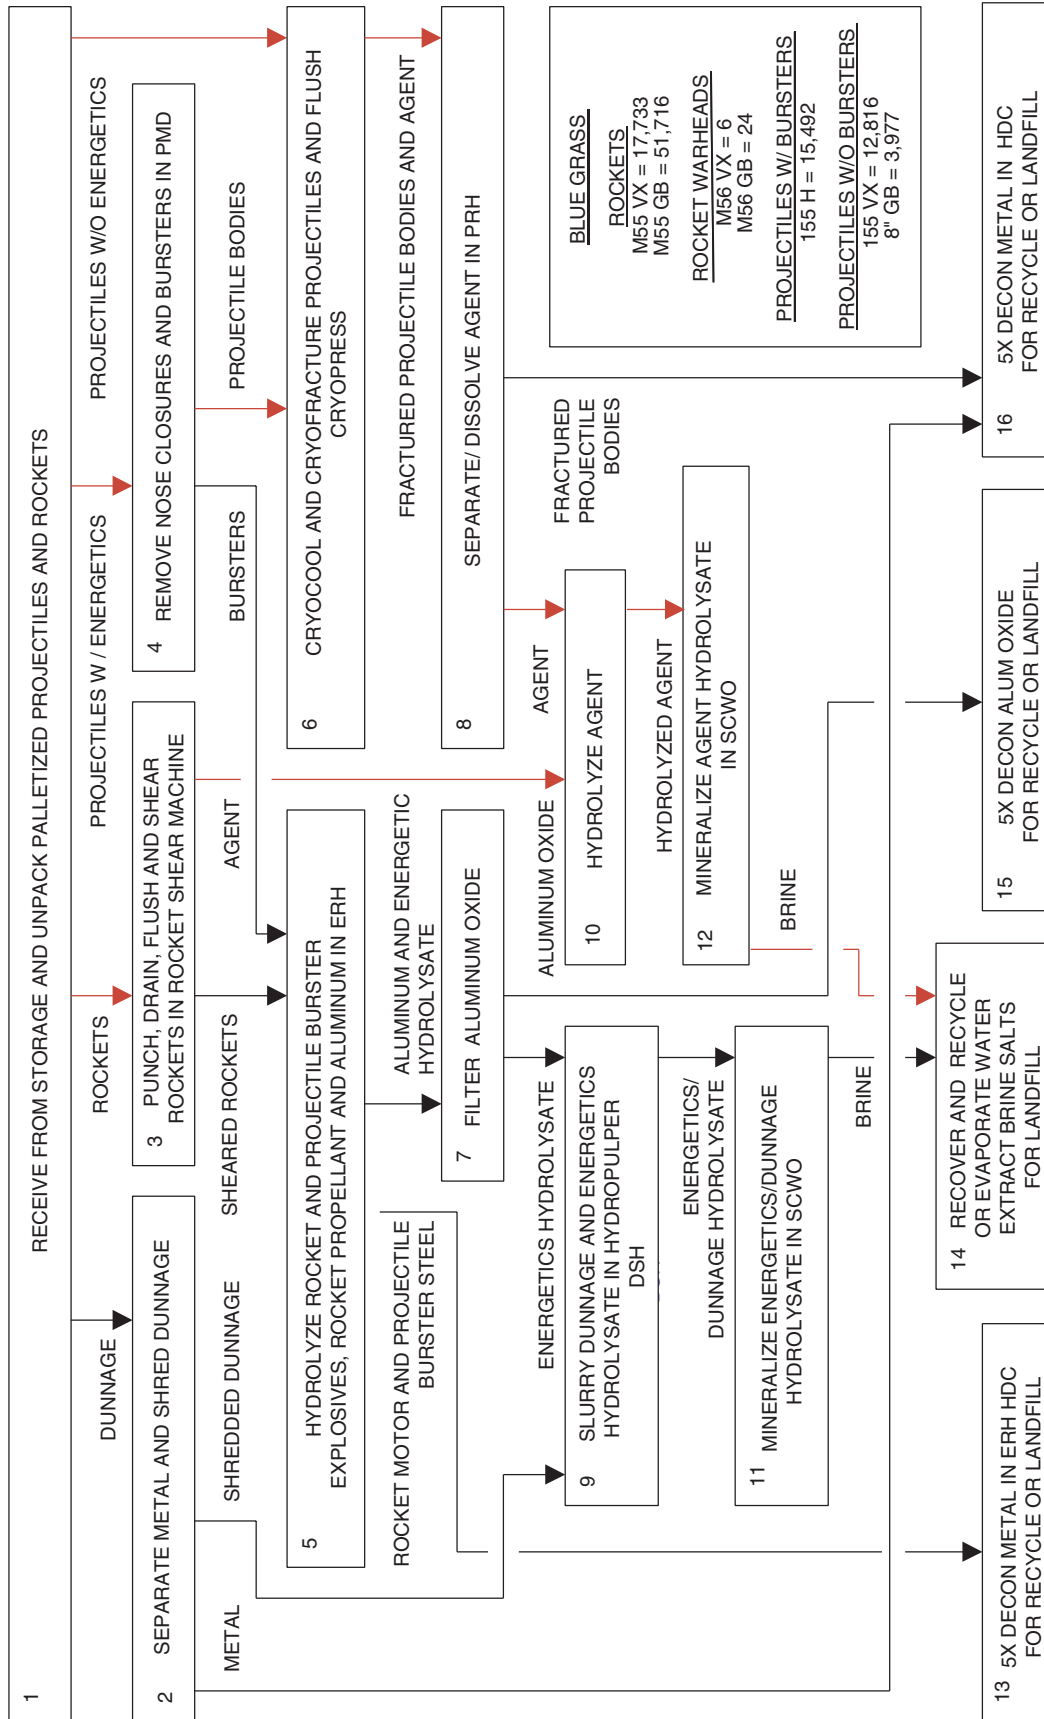 1
RECEIVE FROM STORAGE AND UNPACK PALLETIZED PROJECTILES AND ROCKETS
DUNNAGE
ROCKETS
PROJECTILES W / ENERGETICS
PROJECTILES W/O ENERGETICS
2
SEPARATE METAL AND SHRED DUNNAGE
3
PUNCH, DRAIN, FLUSH AND SHEAR
ROCKETS IN ROCKET SHEAR MACHINE
4
REMOVE NOSE CLOSURES AND BURSTERS IN PMD
METAL
SHREDDED DUNNAGE
SHEARED ROCKETS
AGENT
BURSTERS
PROJECTILE BODIES
5
HYDROLYZE ROCKET AND PROJECTILE BURSTER
EXPLOSIVES, ROCKET PROPELLANT AND ALUMINUM IN ERH
6
CRYOCOOL AND CRYOFRACTURE PROJECTILES AND FLUSH
CRYOPRESS
ROCKET MOTOR AND PROJECTILE
BURSTER STEEL
ALUMINUM AND ENERGETIC
HYDROLYSATE
FRACTURED PROJECTILE BODIES AND AGENT
7
FILTER ALUMINUM OXIDE
8
SEPARATE/ DISSOLVE AGENT IN PRH
ENERGETICS HYDROLYSATE
ALUMINUM OXIDE
AGENT
FRACTURED
PROJECTILE
BODIES
9
SLURRY DUNNAGE AND ENERGETICS
HYDROLYSATE IN HYDROPULPER
DSH
10
HYDROLYZE AGENT
ENERGETICS/
DUNNAGE HYDROLYSATE
HYDROLYZED AGENT
11
MINERALIZE ENERGETICS/DUNNAGE
HYDROLYSATE IN SCWO
12
MINERALIZE AGENT HYDROLYSATE
IN SCWO
BRINE
BRINE
BLUE GRASS
ROCKETS
M55 VX = 17,733
M55 GB = 51,716
ROCKET WARHEADS
M56 VX = 6
M56 GB = 24
PROJECTILES W/ BURSTERS
155 H = 15,492
PROJECTILES W/O BURSTERS
155 VX = 12,816
8" GB = 3,977
13
5X DECON METAL IN ERH HDC
FOR RECYCLE OR LANDFILL
14
RECOVER AND RECYCLE
OR EVAPORATE WATER
EXTRACT BRINE SALTS
FOR LANDFILL
15
5X DECON ALUM OXIDE
FOR RECYCLE OR LANDFILL
16
5X DECON METAL IN HDC
FOR RECYCLE OR LANDFILL